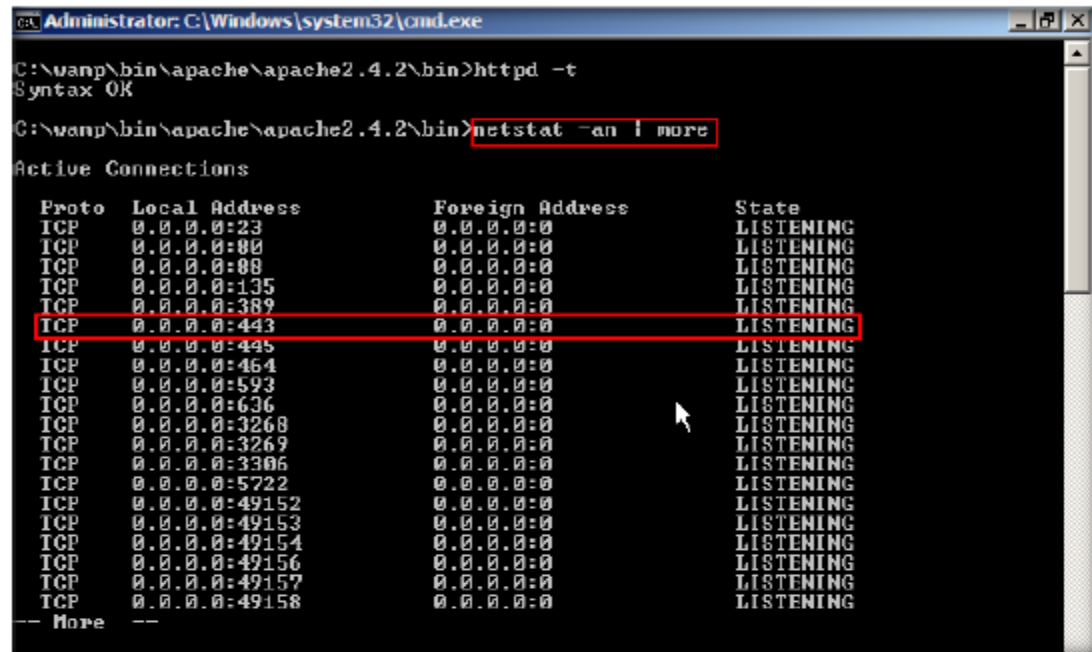 Administrator: C:\Windows\system32\cmd.exe
C:\wamp\bin\apache\apache2.4.2\bin>httpd -t
Syntax OK
C:\wamp\bin\apache\apache2.4.2\bin>netstat -an | more
Active Connections
Proto Local Address Foreign Address State
TCP 0.0.0.0:23 0.0.0.0:0 LISTENING
TCP 0.0.0.0:80 0.0.0.0:0 LISTENING
TCP 0.0.0.0:88 0.0.0.0:0 LISTENING
TCP 0.0.0.0:135 0.0.0.0:0 LISTENING
TCP 0.0.0.0:389 0.0.0.0:0 LISTENING
TCP 0.0.0.0:443 0.0.0.0:0 LISTENING
TCP 0.0.0.0:445 0.0.0.0:0 LISTENING
TCP 0.0.0.0:464 0.0.0.0:0 LISTENING
TCP 0.0.0.0:593 0.0.0.0:0 LISTENING
TCP 0.0.0.0:636 0.0.0.0:0 LISTENING
TCP 0.0.0.0:3268 0.0.0.0:0 LISTENING
TCP 0.0.0.0:3269 0.0.0.0:0 LISTENING
TCP 0.0.0.0:3306 0.0.0.0:0 LISTENING
TCP 0.0.0.0:5722 0.0.0.0:0 LISTENING
TCP 0.0.0.0:49152 0.0.0.0:0 LISTENING
TCP 0.0.0.0:49153 0.0.0.0:0 LISTENING
TCP 0.0.0.0:49154 0.0.0.0:0 LISTENING
TCP 0.0.0.0:49156 0.0.0.0:0 LISTENING
TCP 0.0.0.0:49157 0.0.0.0:0 LISTENING
TCP 0.0.0.0:49158 0.0.0.0:0 LISTENING
-- More --